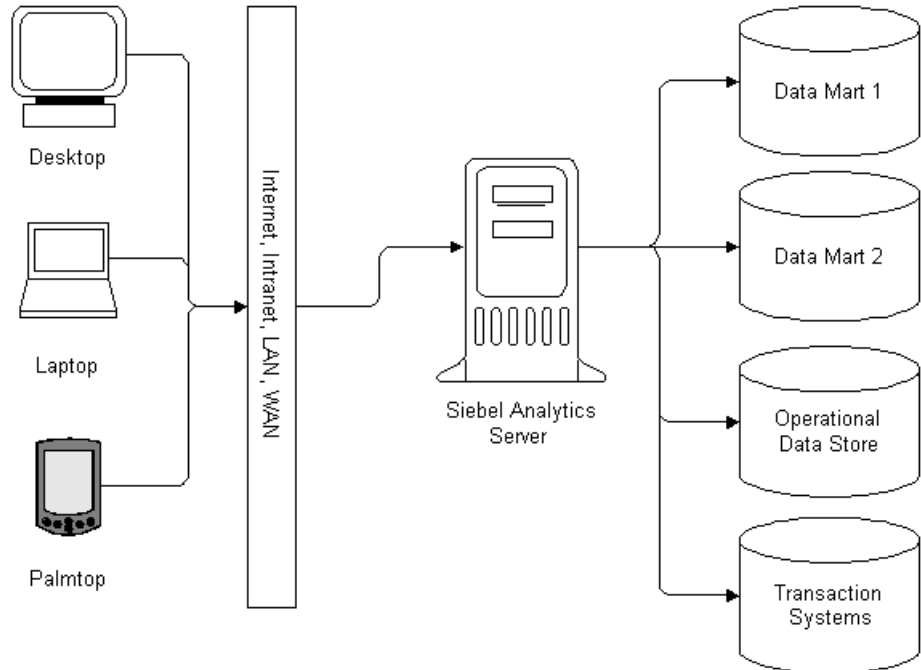 Desktop
Laptop
Palmtop
Internet, Intranet, LAN, WAN
Siebel Analytics
Server
Data Mart 1
Data Mart 2
Operational
Data Store
Transaction
Systems